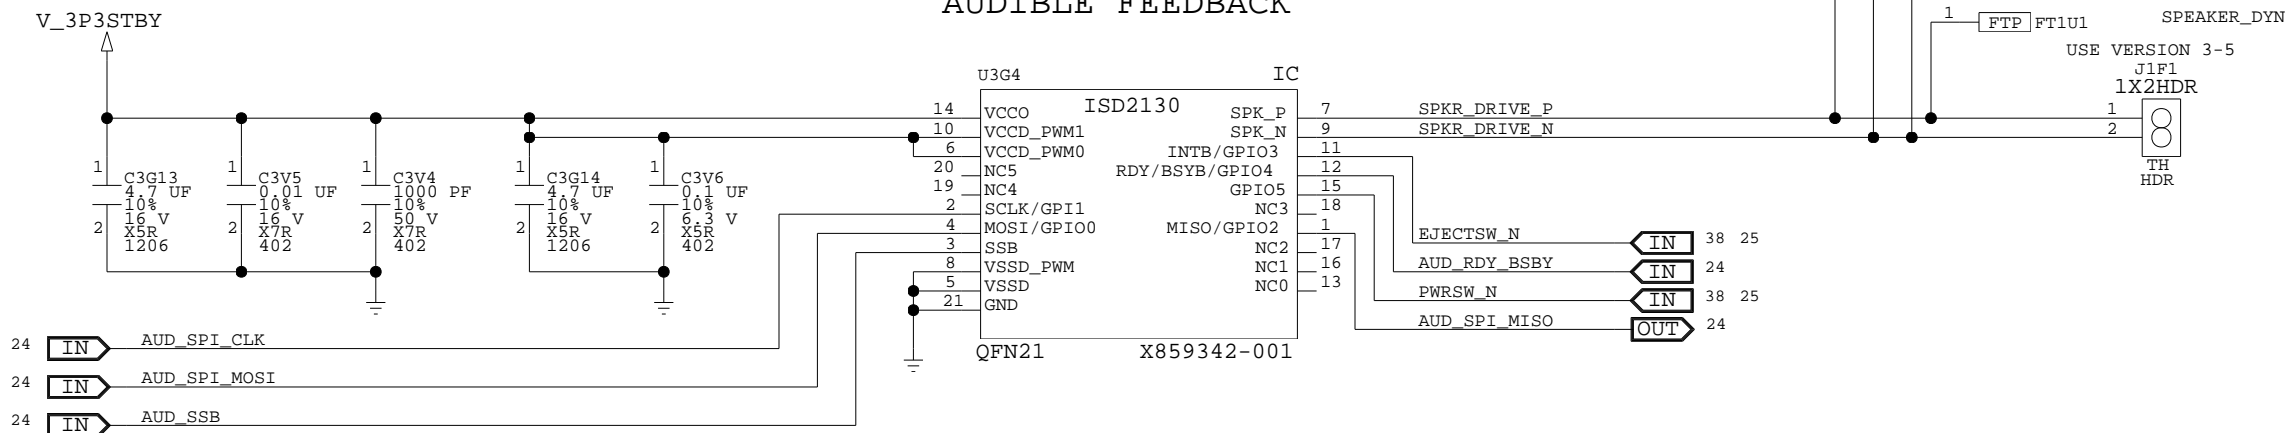 AUDIBLE FEEDBACK
V_3P3STBY
1 FTP FT1U1
SPEAKER_DYN
USE VERSION 3-5
J1F1
1X2HDR
1
2
TH
HDR
U3G4 IC
ISD2130
14 VCCO
10 VCCD_PWM1
6 VCCD_PWM0
20 NC5
19 NC4
2 SCLK/GPI1
4 MOSI/GPIO0
3 SSB
8 VSSD_PWM
5 VSSD
21 GND
SPK_P 7 SPKR_DRIVE_P
SPK_N 9 SPKR_DRIVE_N
INTB/GPIO3 11
RDY/BSYB/GPIO4 12
GPIO5 15
NC3 18
MISO/GPIO2 1
NC2 17
NC1 16
NC0 13
QFN21 X859342-001
1
C3G13
4.7 UF
10%
16 V
X5R
1206
2
1
C3V5
0.01 UF
10%
16 V
X7R
402
2
1
C3V4
1000 PF
10%
50 V
X7R
402
2
1
C3G14
4.7 UF
10%
16 V
X5R
1206
2
1
C3V6
0.1 UF
10%
6.3 V
X5R
402
2
EJECTSW_N IN 38 25
AUD_RDY_BSBY IN 24
PWRSW_N IN 38 25
AUD_SPI_MISO OUT 24
24 IN AUD_SPI_CLK
24 IN AUD_SPI_MOSI
24 IN AUD_SSB